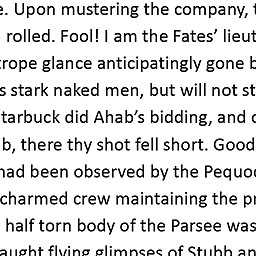 e. Upon mustering the company, t
rolled. Fool! I am the Fates’ lieut
rope glance anticipatingly gone b
s stark naked men, but will not st
tarbuck did Ahab’s bidding, and
b, there thy shot fell short. Good
had been observed by the Pequod
charmed crew maintaining the pr
half torn body of the Parsee was
aught flying glimpses of Stubb an